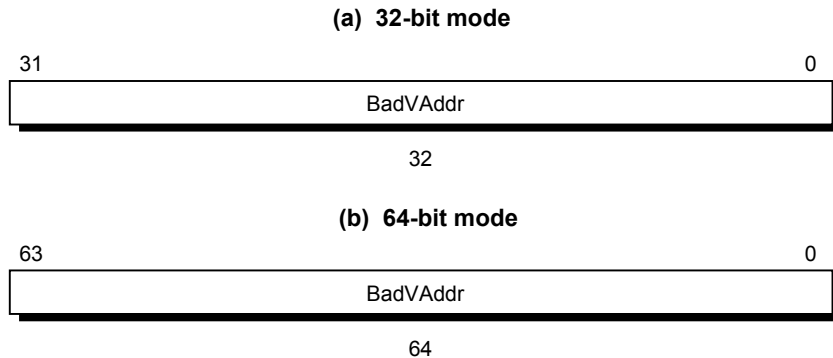 (a) 32-bit mode
31 0
BadVAddr
32
(b) 64-bit mode
63 0
BadVAddr
64